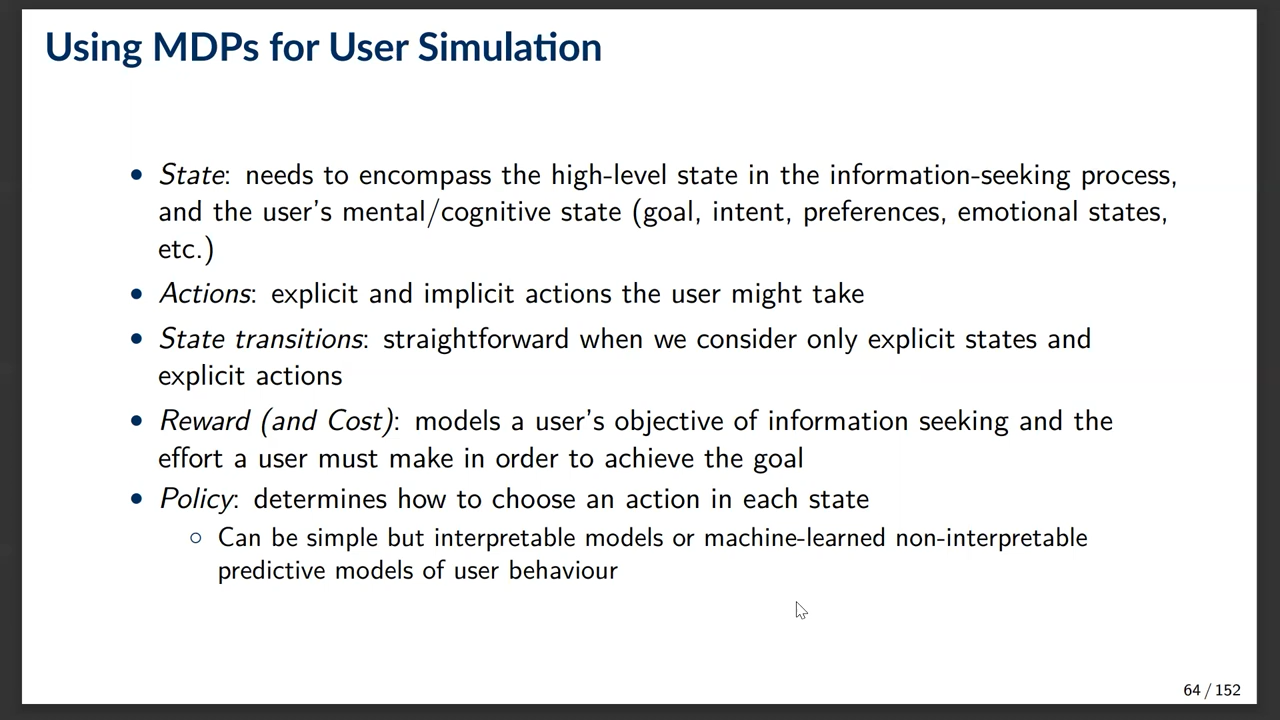 Using MDPs for User Simulation
• State: needs to encompass the high-level state in the information-seeking process,
and the user's mental/cognitive state (goal, intent, preferences, emotional states,
etc.)
• Actions: explicit and implicit actions the user might take
• State transitions: straightforward when we consider only explicit states and
explicit actions
• Reward (and Cost): models a user's objective of information seeking and the
effort a user must make in order to achieve the goal
• Policy: determines how to choose an action in each state
○ Can be simple but interpretable models or machine-learned non-interpretable
predictive models of user behaviour
64 / 152